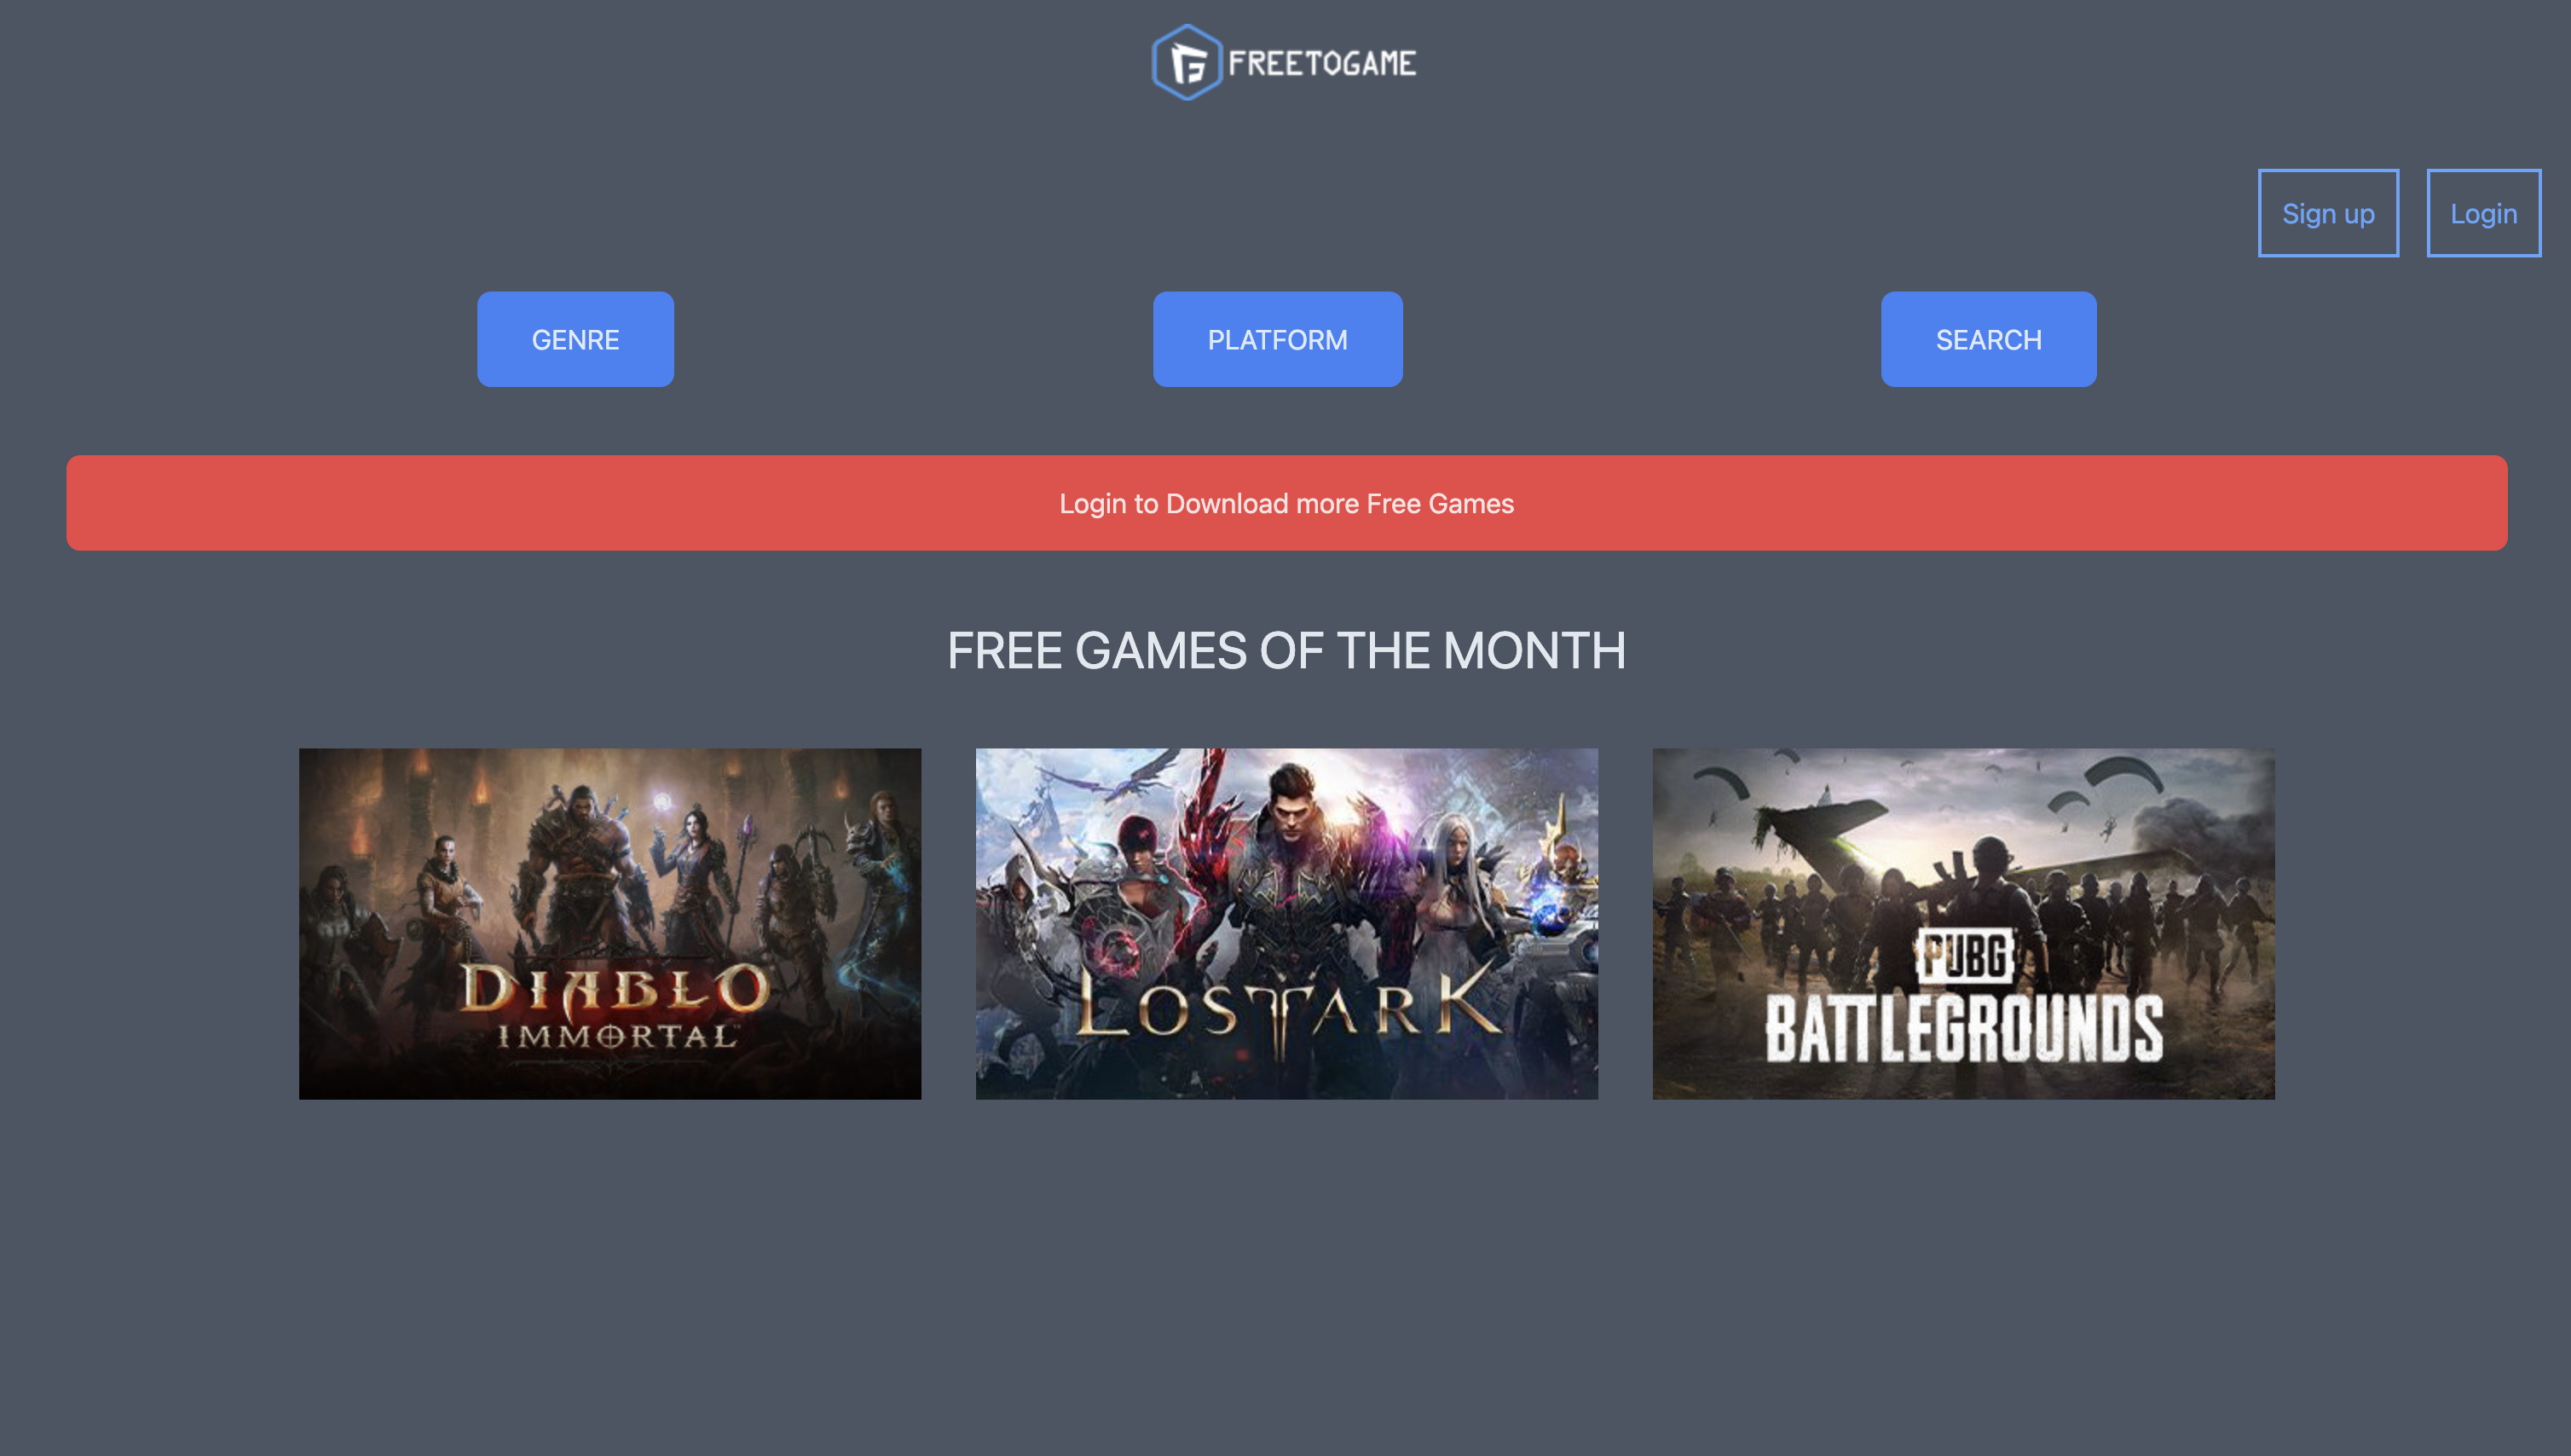 FREETOGAME
Sign up
Login
GENRE
PLATFORM
SEARCH
Login to Download more Free Games
FREE GAMES OF THE MONTH
DIABLO
IMMORTAL
LOST ARK
PUBG
BATTLEGROUNDS